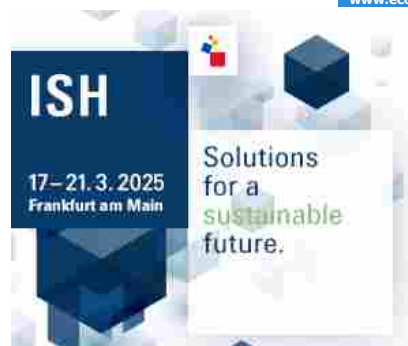 ISH
17–21.3.2025
Frankfurt am Main
Solutions
for a
sustainable
future.